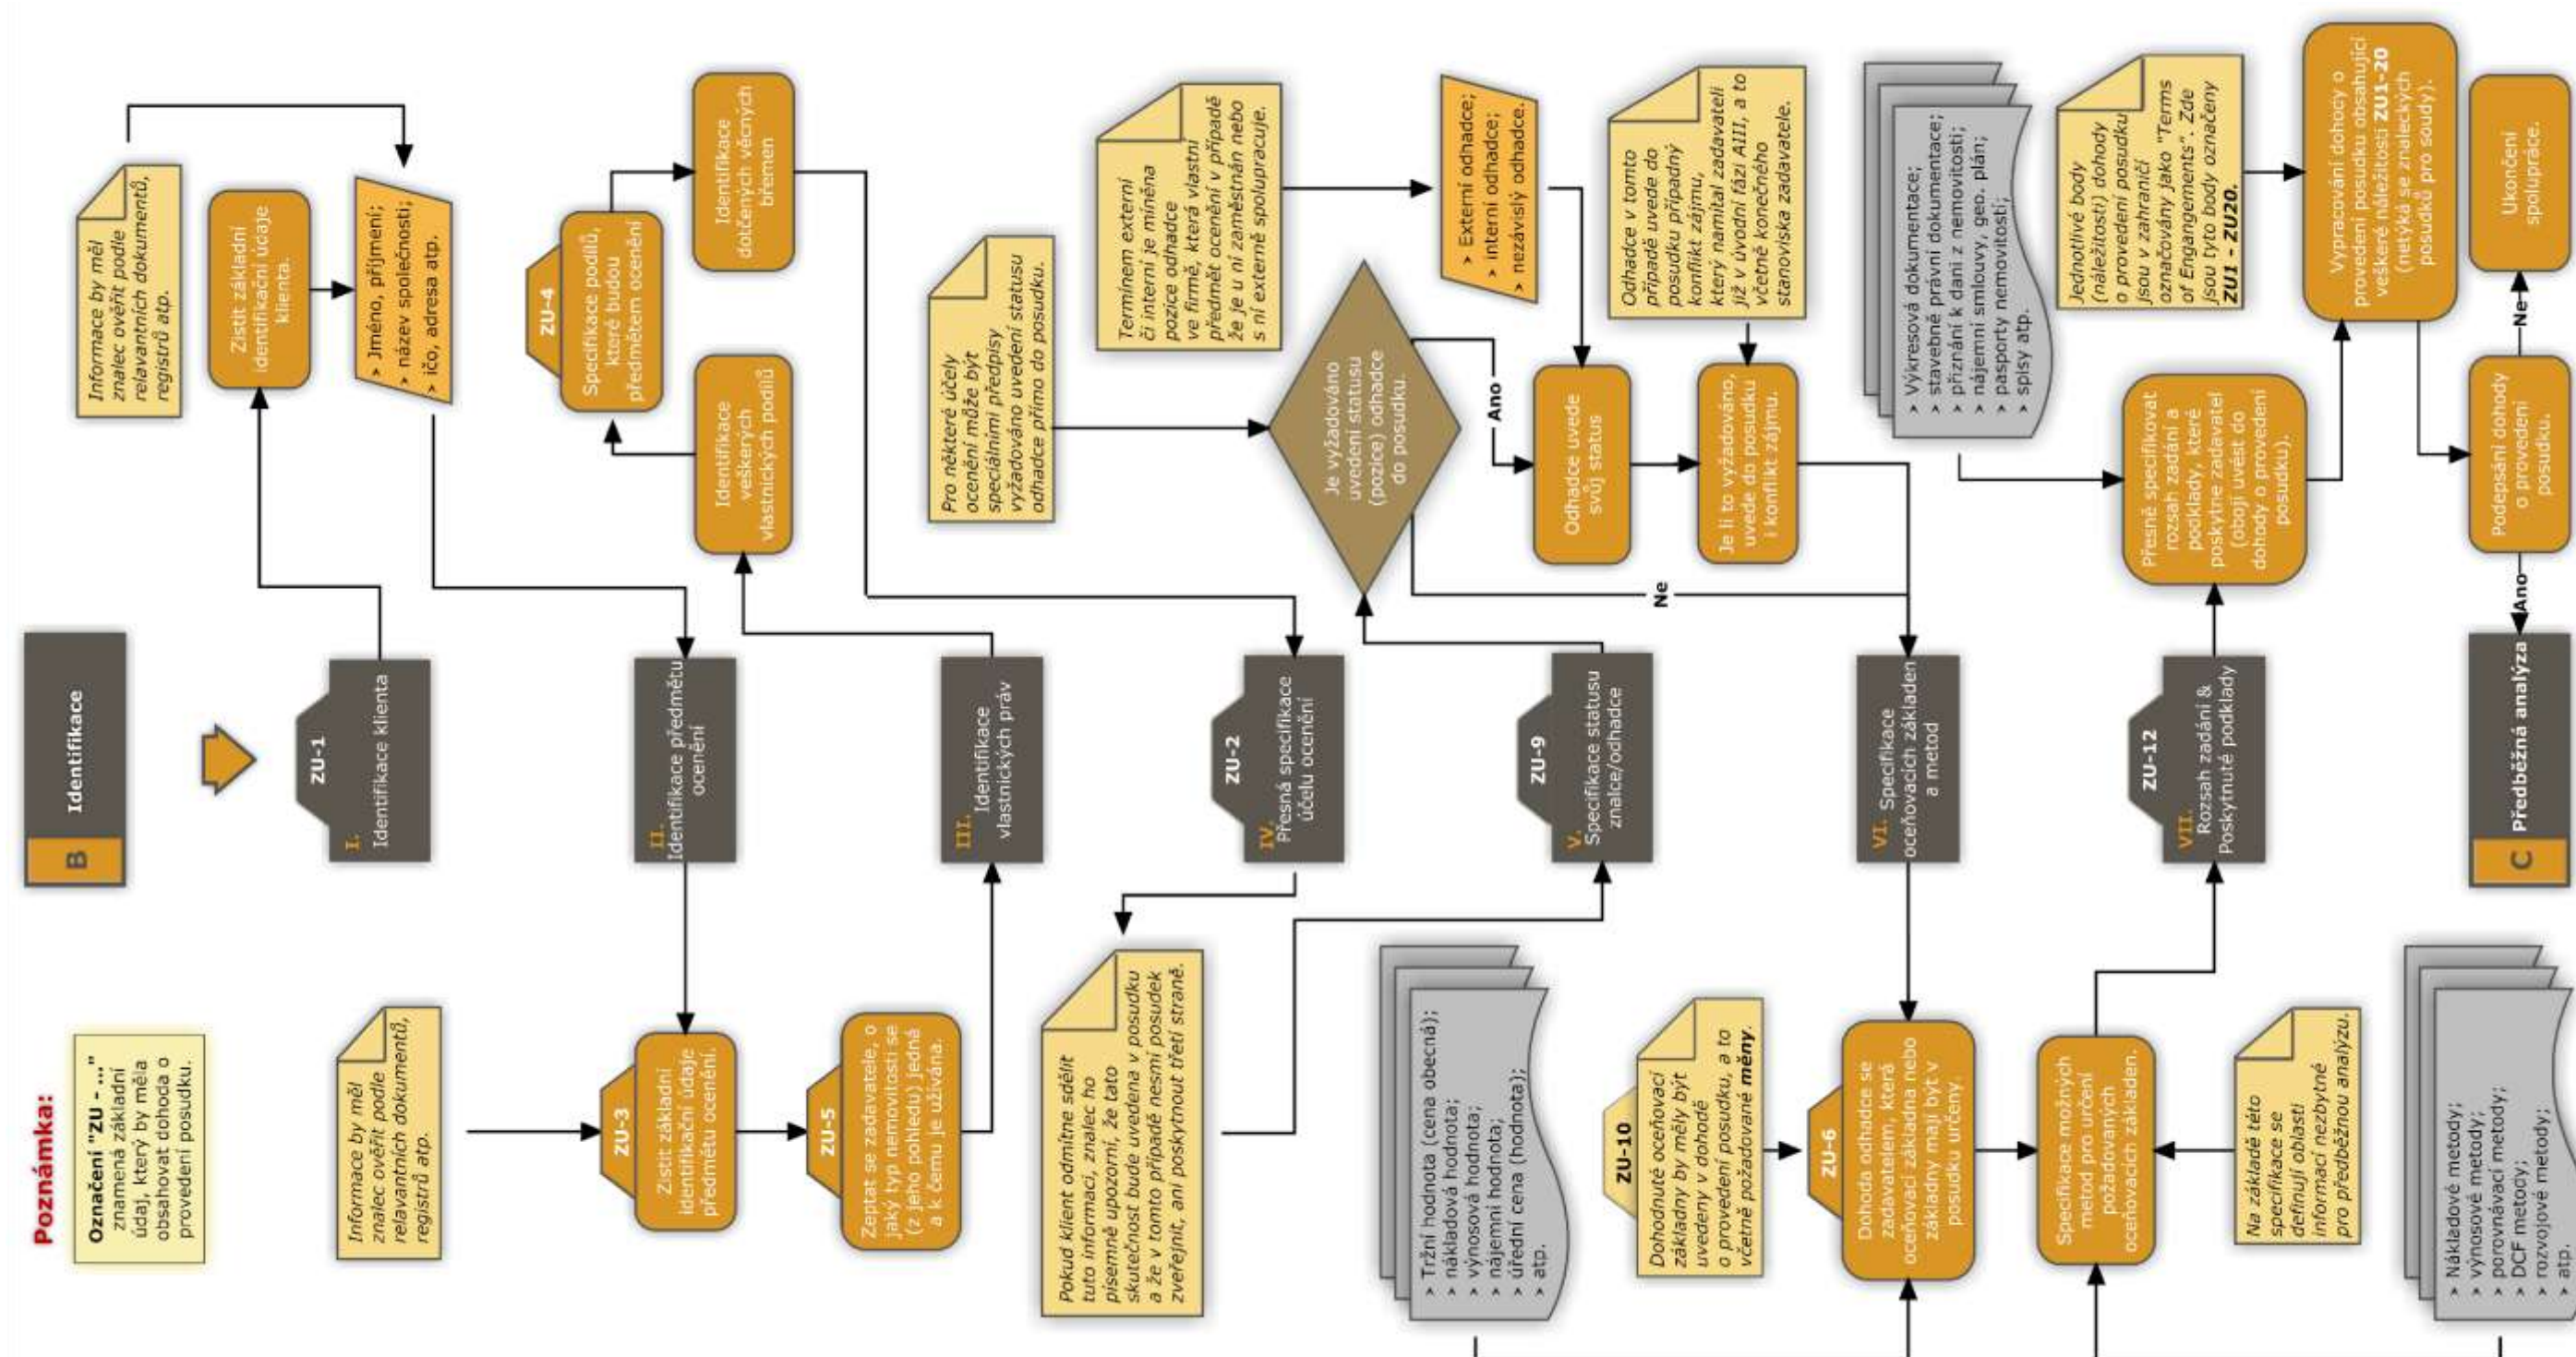 Poznámka:
Označení "ZU - ..."
znamená základní
údaj, který by měla
obsahovat dohoda o
provedení posudku.
B
Identifikace
ZU-1
I.
Identifikace klienta
Zistit základní
identifikační údaje
klienta.
Informace by měl
znalec ověřit podle
relavantních dokumentů,
registrů atp.
> Jméno, příjmení;
> název společnosti;
> ičo, adresa atp.
II.
Identifikace předmětu
ocenění
Informace by měl
znalec ověřit podle
relavantních dokumentů,
registrů atp.
ZU-3
Zistit základní
identifikační údaje
předmětu ocenění.
ZU-5
Zeptat se zadavatele, o
jaký typ nemovitosti se
(z jeho pohledu) jedná
a k čemu je užívána.
III.
Identifikace
vlastnických práv
Identifikace
veškerých
vlastnických podílů
ZU-4
Specifikace podílů,
které budou
předmětem ocenění
Identifikace
dotčených věcných
břemen
ZU-2
IV.
Přesná specifikace
účelu ocenění
Pokud klient odmítne sdělit
tuto informaci, znalec ho
písemně upozorní, že tato
skutečnost bude uvedena v posudku
a že v tomto případě nesmí posudek
zveřejnit, ani poskytnout třetí straně.
ZU-9
V.
Specifikace statusu
znalce/odhadce
Pro některé účely
ocenění může být
speciálními předpisy
vyžadováno uvedení statusu
odhadce přímo do posudku.
Je vyžadováno
uvedení statusu
(pozice) odhadce
do posudku.
Termínem externí
či interní je míněna
pozice odhadce
ve firmě, která vlastní
předmět ocenění v případě
že je u ní zaměstnán nebo
s ní externě spolupracuje.
> Externí odhadce;
> interní odhadce;
> nezávislý odhadce.
Ano
Ne
Odhadce uvede
svůj status
Odhadce v tomto
případě uvede do
posudku případný
konflikt zájmu,
který namítal zadavateli
již v úvodní fázi AIII, a to
včetně konečného
stanoviska zadavatele.
Je li to vyžadováno,
uvede do posudku
i konflikt zájmu.
VI. Specifikace
oceňovacích základen
a metod
> Tržní hodnota (cena obecná);
> nákladová hodnota;
> výnosová hodnota;
> nájemní hodnota;
> úřední cena (hodnota);
> atp.
ZU-10
Dohodnuté oceňovací
základny by měly být
uvedeny v dohodě
o provedení posudku, a to
včetně požadované měny.
ZU-6
Dohoda odhadce se
zadavatelem, která
oceňovací základna nebo
základny mají být v
posudku určeny.
Specifikace možných
metod pro určení
požadovaných
oceňovacích základen.
Na základě této
specifikace se
definují oblasti
informací nezbytné
pro předběžnou analýzu.
> Nákladové metody;
> výnosové metody;
> porovnávací metody;
> DCF metody;
> rozvojové metody;
> atp.
ZU-12
VII.
Rozsah zadání &
Poskytnuté podklady
> Výkresová dokumentace;
> stavebně právní dokumentace;
> přiznání k dani z nemovitosti;
> nájemní smlouvy, geo. plán;
> pasporty nemovitostí;
> spisy atp.
Přesně specifikovat
rozsah zadání a
podklady, které
poskytne zadavatel
(obojí uvést do
dohody o provedení
posudku).
Jednotlivé body
(náležitosti) dohody
o provedení posudku
jsou v zahraničí
označovány jako "Terms
of Engangements". Zde
jsou tyto body označeny
ZU1 - ZU20.
Vypracování dohocy o
provedení posudku obsahující
veškeré náležitosti ZU1-20
(netýká se znaleckých
posudků pro soudy).
Podepsání dohody
o provedení
posudku.
Ne
Ukončení
spolupráce.
Ano
C
Předběžná analýza